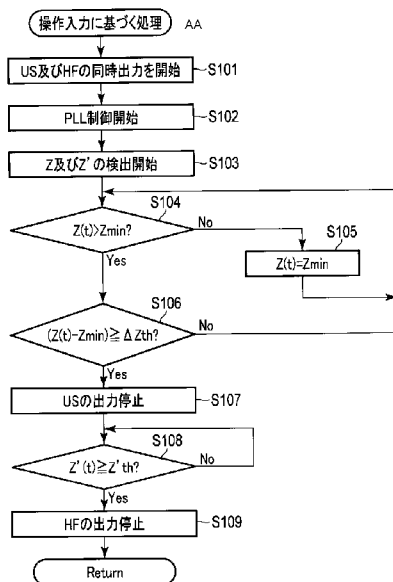 操作入力に基づく処理 AA
US及びHFの同時出力を開始 S101
PLL制御開始 S102
Z及びZ'の検出開始 S103
S104
Z(t)>Zmin? No
Yes
S105
Z(t)=Zmin
S106
(Z(t)-Zmin)≧ΔZth? No
Yes
USの出力停止 S107
S108
Z'(t)≧Z'th? No
Yes
HFの出力停止 S109
Return